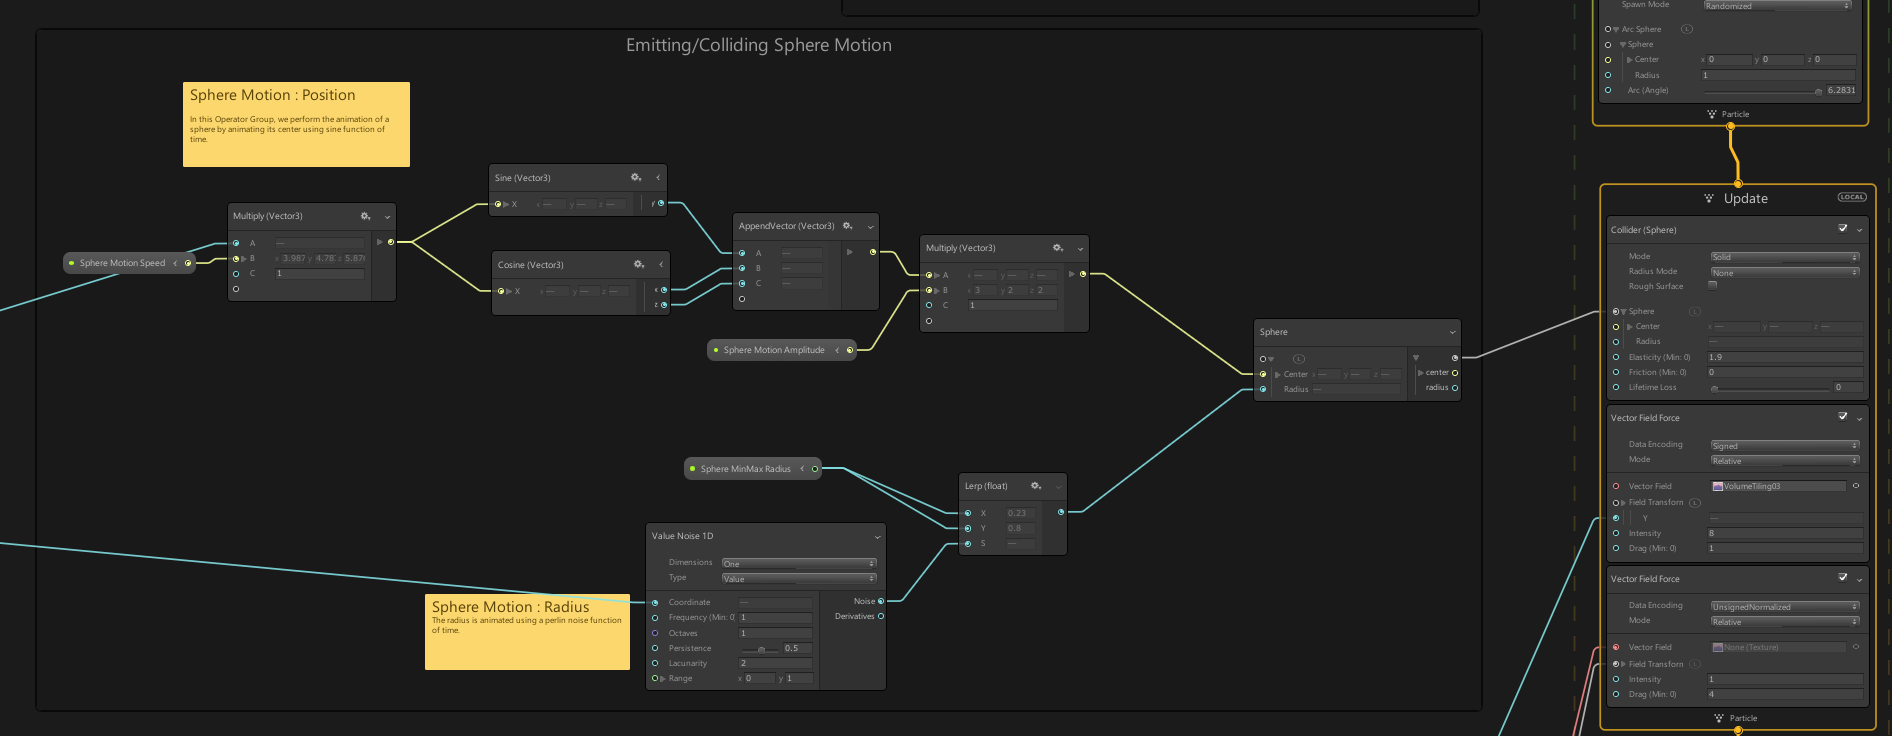 Emitting/Colliding Sphere Motion
Sphere Motion : Position
In this Operator Group, we perform the animation of a
sphere by animating its center using sine function of
time.
Sphere Motion Speed
Multiply (Vector3)
A
B x 3.987 y 4.787 z
C 1
Sine (Vector3)
X x y z
y
Cosine (Vector3)
X x y z
x
z
AppendVector (Vector3)
A
B
C
Sphere Motion Amplitude
Multiply (Vector3)
A x y z
B x 3 y 2 z 2
C 1
Sphere
L
Center x y z
Radius
center
radius
Sphere MinMax Radius
Lerp (float)
X 0.23
Y 0.8
S
Sphere Motion : Radius
The radius is animated using a perlin noise function
of time.
Value Noise 1D
Dimensions One
Type Value
Coordinate
Frequency (Min: 0 1
Octaves 1
Persistence 0.5
Lacunarity 2
Range x 0 y 1
Noise
Derivatives
Spawn Mode Randomized
Arc Sphere L
Sphere
Center x 0 y 0 z 0
Radius 1
Arc (Angle) 6.2831
Particle
Update LOCAL
Collider (Sphere)
Mode Solid
Radius Mode None
Rough Surface
Sphere L
Center x y z
Radius
Elasticity (Min: 0) 1.9
Friction (Min: 0) 0
Lifetime Loss 0
Vector Field Force
Data Encoding Signed
Mode Relative
Vector Field VolumeTiling03
Field Transforn L
Y
Intensity 8
Drag (Min: 0) 1
Vector Field Force
Data Encoding UnsignedNormalized
Mode Relative
Vector Field None (Texture)
Field Transforn L
Intensity 1
Drag (Min: 0) 4
Particle